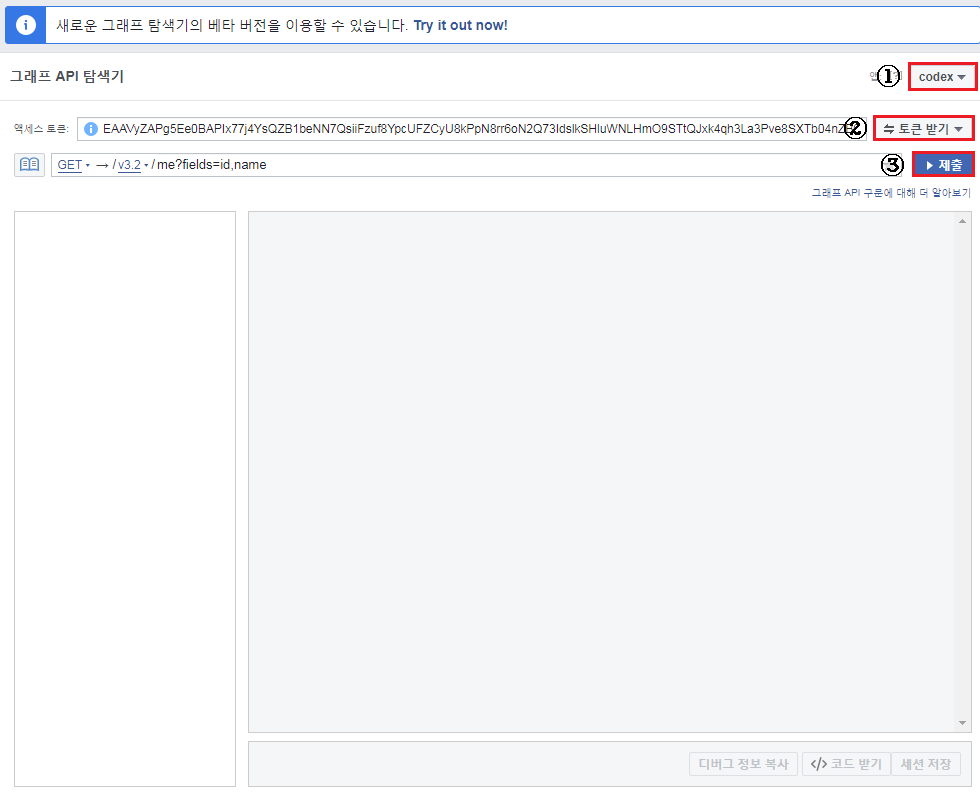 새로운 그래프 탐색기의 베타 버전을 이용할 수 있습니다. Try it out now!
그래프 API 탐색기 ① codex
액세스 토큰: EAAVyZAPg5Ee0BAPIx77j4YsQZB1beNN7QsiiFzuf8YpcUFZCyU8kPpN8rr6oN2Q73IdslkSHIuWNLHmO9STtQJxk4qh3La3Pve8SXTb04nZ ② 토큰 받기
GET → / v3.2 / me?fields=id,name ③ 제출
그래프 API 구문에 대해 더 알아보기
디버그 정보 복사 </> 코드 받기 세션 저장